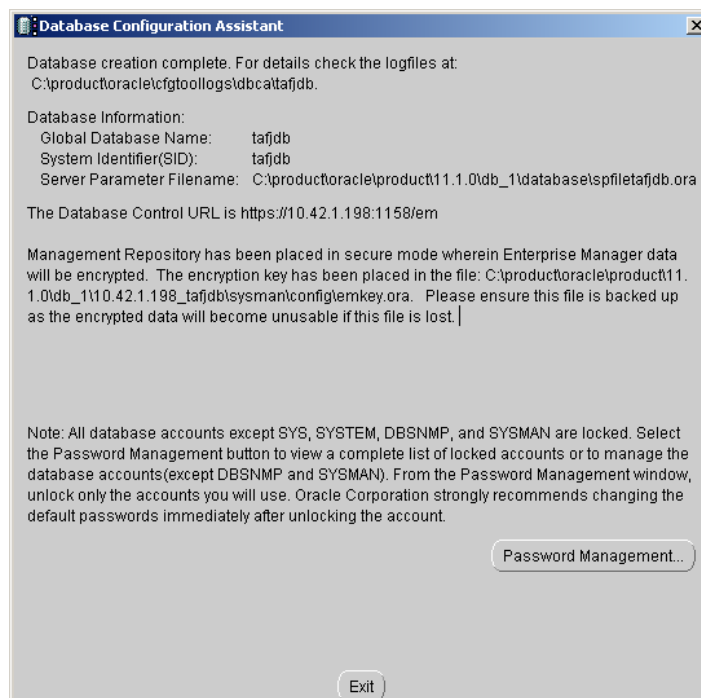 Database Configuration Assistant
Database creation complete. For details check the logfiles at:
C:\product\oracle\cfgtoollogs\dbca\tafjdb.
Database Information:
Global Database Name: tafjdb
System Identifier(SID): tafjdb
Server Parameter Filename: C:\product\oracle\product\11.1.0\db_1\database\spfiletafjdb.ora
The Database Control URL is https://10.42.1.198:1158/em
Management Repository has been placed in secure mode wherein Enterprise Manager data
will be encrypted. The encryption key has been placed in the file: C:\product\oracle\product\11.
1.0\db_1\10.42.1.198_tafjdb\sysman\config\emkey.ora. Please ensure this file is backed up
as the encrypted data will become unusable if this file is lost.
Note: All database accounts except SYS, SYSTEM, DBSNMP, and SYSMAN are locked. Select
the Password Management button to view a complete list of locked accounts or to manage the
database accounts(except DBSNMP and SYSMAN). From the Password Management window,
unlock only the accounts you will use. Oracle Corporation strongly recommends changing the
default passwords immediately after unlocking the account.
Password Management...
Exit